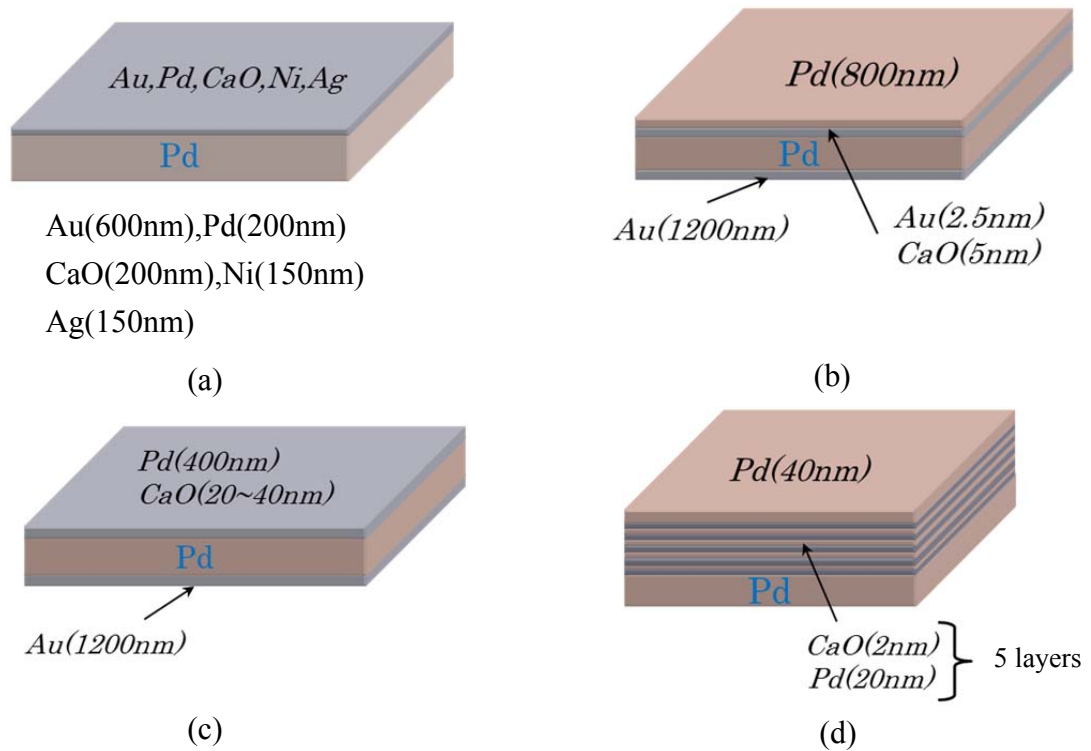 Au,Pd,CaO,Ni,Ag
Pd
Au(600nm),Pd(200nm)
CaO(200nm),Ni(150nm)
Ag(150nm)
(a)
Pd(800nm)
Pd
Au(1200nm)
Au(2.5nm)
CaO(5nm)
(b)
Pd(400nm)
CaO(20~40nm)
Pd
Au(1200nm)
(c)
Pd(40nm)
Pd
CaO(2nm)
Pd(20nm)
5 layers
(d)